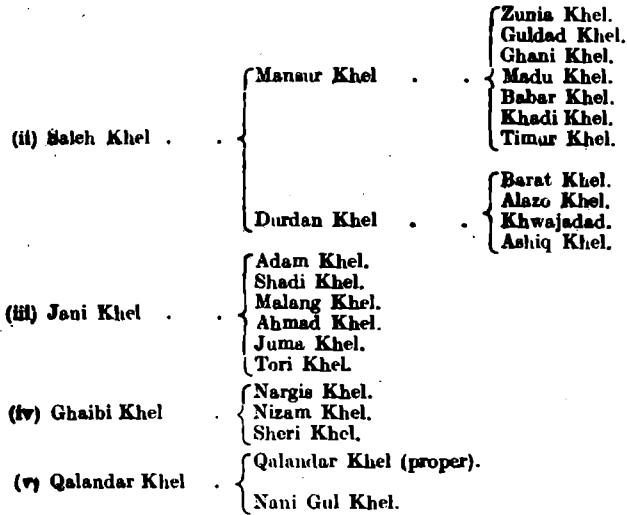 Zunia Khel.
Guldad Khel.
Ghani Khel.
Mansur Khel . . Madu Khel.
Babar Khel.
Khadi Khel.
(ii) Saleh Khel . . Timur Khel.
Barat Khel.
Alazo Khel.
Durdan Khel . . Khwajadad.
Ashiq Khel.
Adam Khel.
Shadi Khel.
(iii) Jani Khel . . Malang Khel.
Ahmad Khel.
Juma Khel.
Tori Khel.
Nargis Khel.
(iv) Ghaibi Khel . Nizam Khel.
Sheri Khel.
Qalandar Khel (proper).
(v) Qalandar Khel .
Nani Gul Khel.